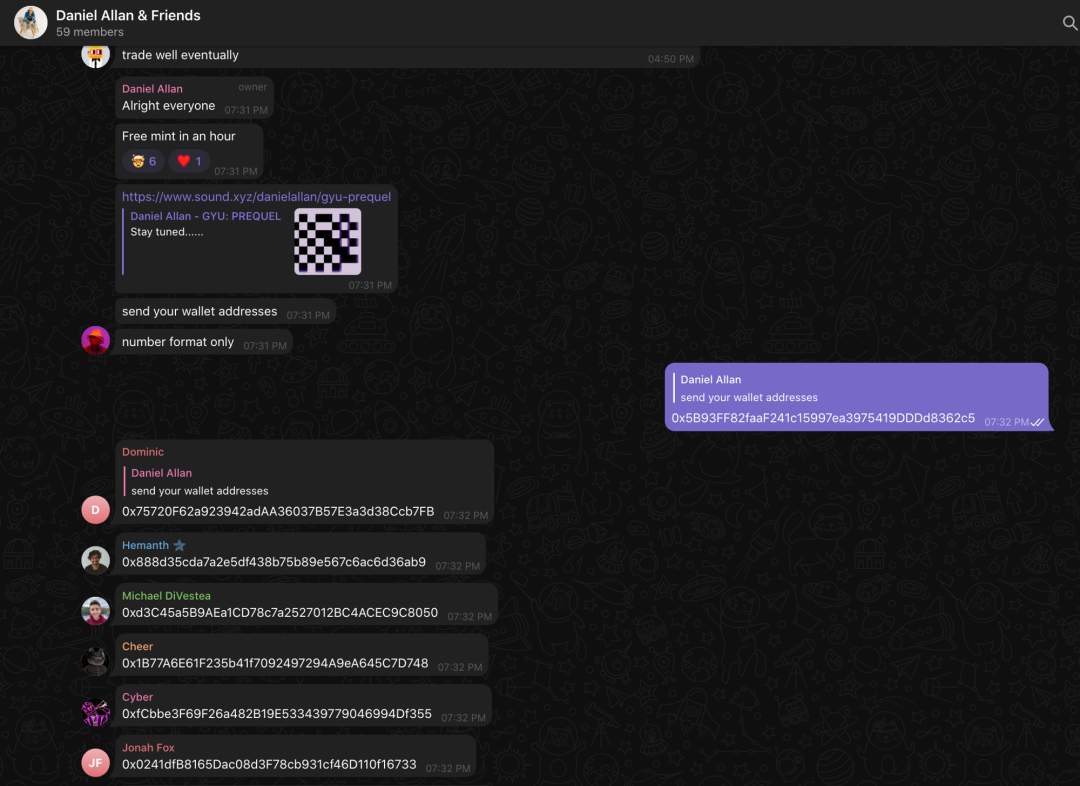 Daniel Allan & Friends
59 members
trade well eventually
04:50 PM
Daniel Allan owner
Alright everyone 07:31 PM
Free mint in an hour
6 1
07:31 PM
https://www.sound.xyz/danielallan/gyu-prequel
Daniel Allan - GYU: PREQUEL
Stay tuned......
07:31 PM
send your wallet addresses 07:31 PM
number format only 07:31 PM
Daniel Allan
send your wallet addresses
0x5B93FF82faaF241c15997ea3975419DDDd8362c5 07:32 PM
Dominic
Daniel Allan
send your wallet addresses
D
0x75720F62a923942adAA36037B57E3a3d38Ccb7FB 07:32 PM
Hemanth
0x888d35cda7a2e5df438b75b89e567c6ac6d36ab9 07:32 PM
Michael DiVestea
0xd3C45a5B9AEa1CD78c7a2527012BC4ACEC9C8050 07:32 PM
Cheer
0x1B77A6E61F235b41f7092497294A9eA645C7D748 07:32 PM
Cyber
0xfCbbe3F69F26a482B19E533439779046994Df355 07:32 PM
Jonah Fox
JF
0x0241dfB8165Dac08d3F78cb931cf46D110f16733 07:32 PM